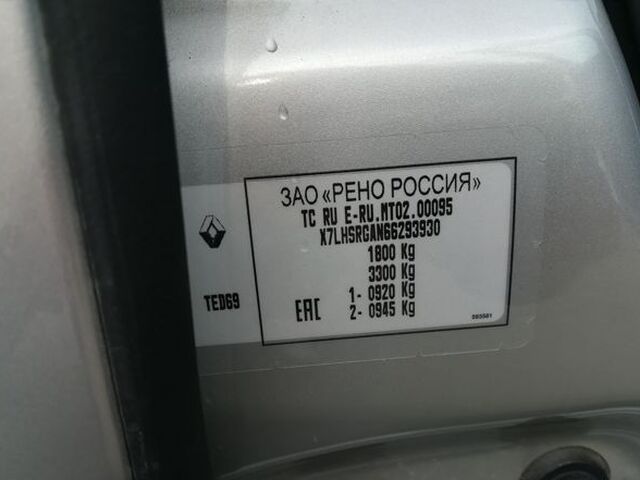 ЗАО «РЕНО РОССИЯ»
TC RU E-RU.MT02.00095
X7LHSRGAN66293930
1800 Kg
3300 Kg
1- 0920 Kg
2- 0945 Kg
TED69
EAC
593581